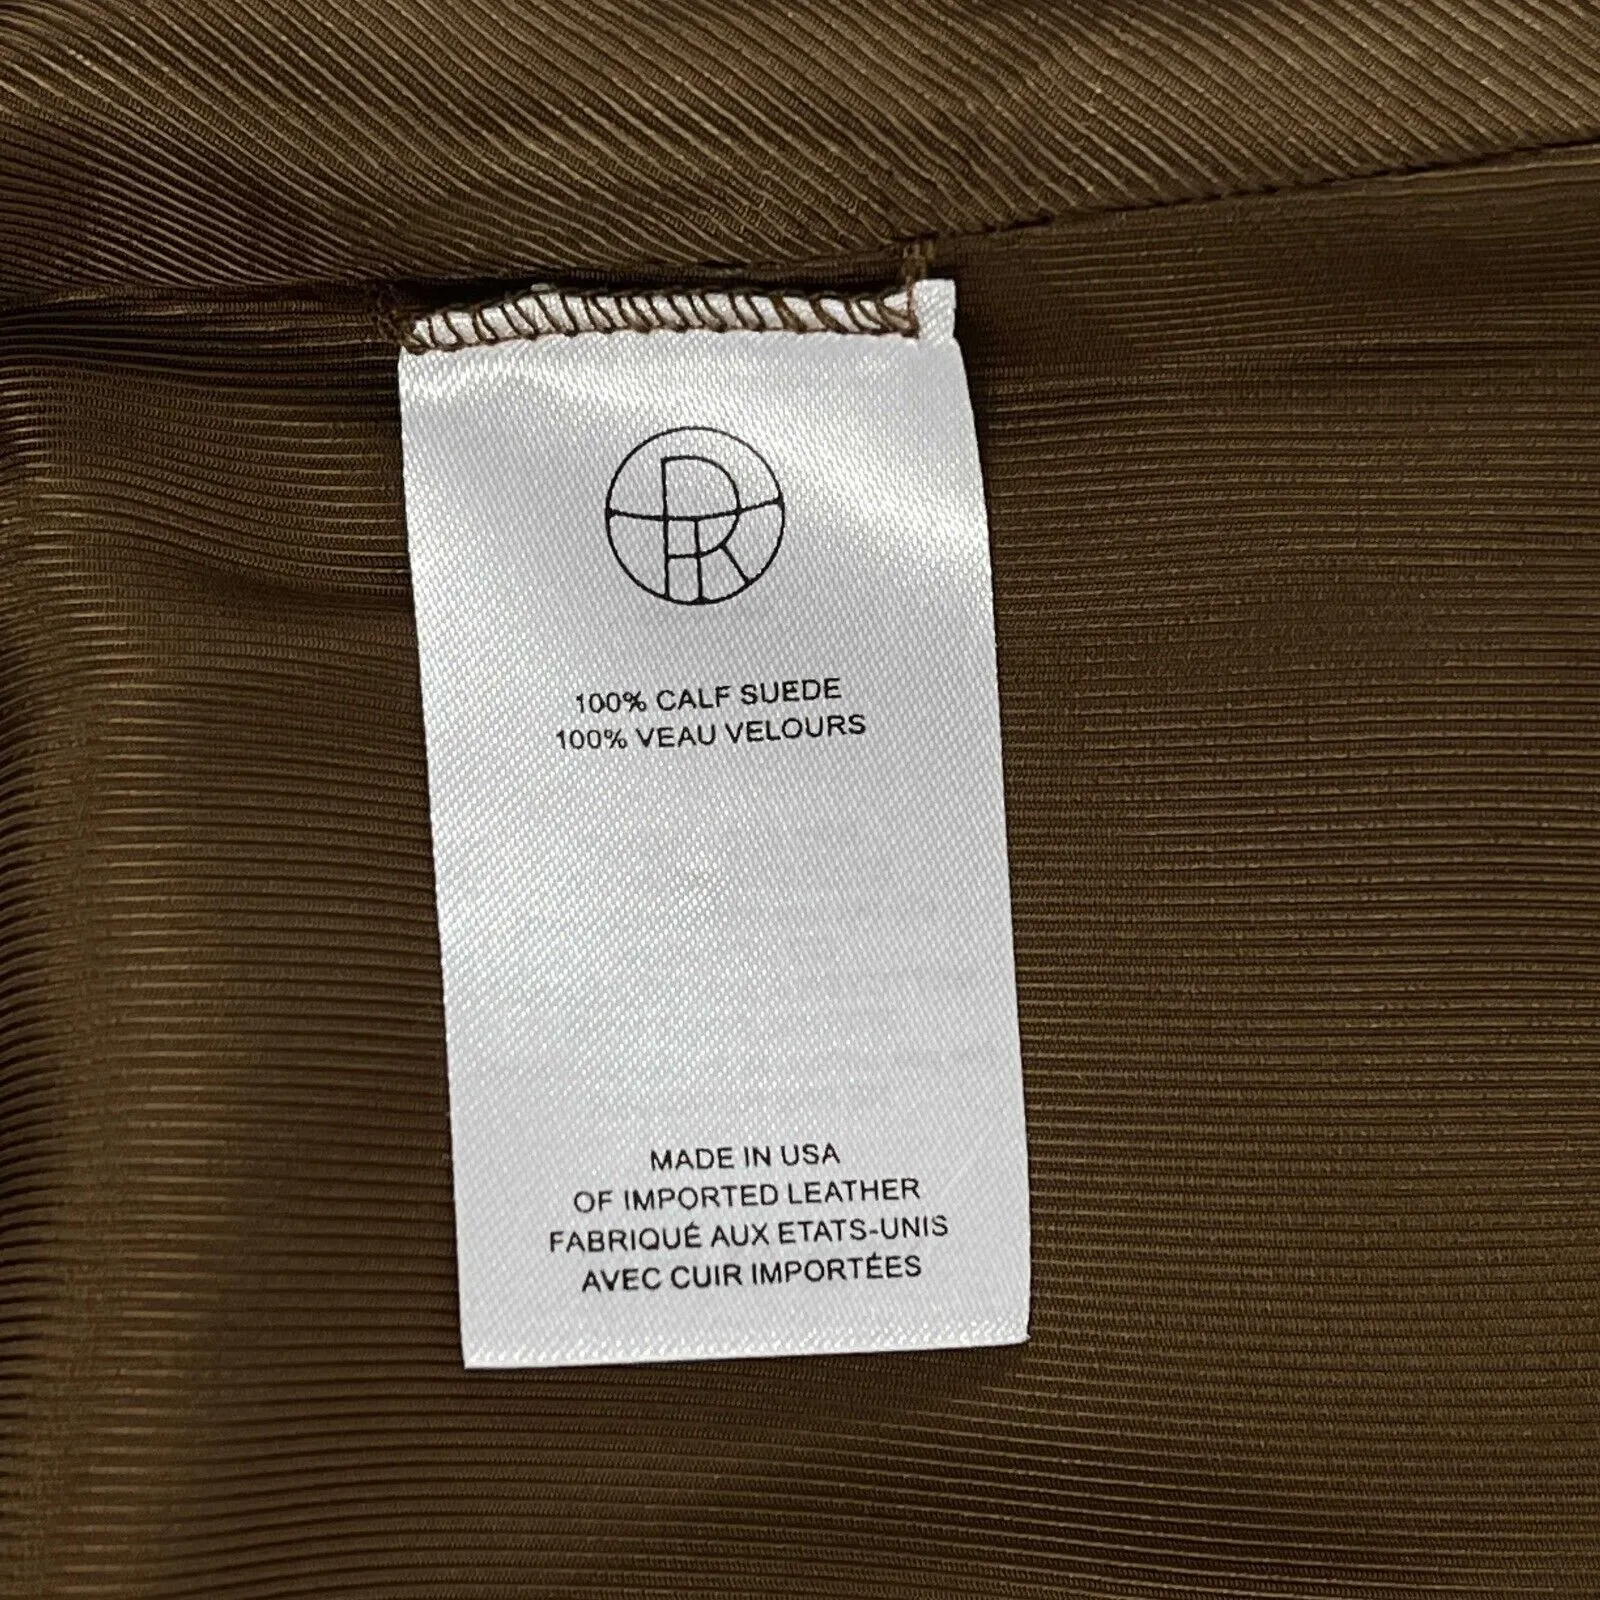 100% CALF SUEDE
100% VEAU VELOURS
MADE IN USA
OF IMPORTED LEATHER
FABRIQUÉ AUX ETATS-UNIS
AVEC CUIR IMPORTÉES